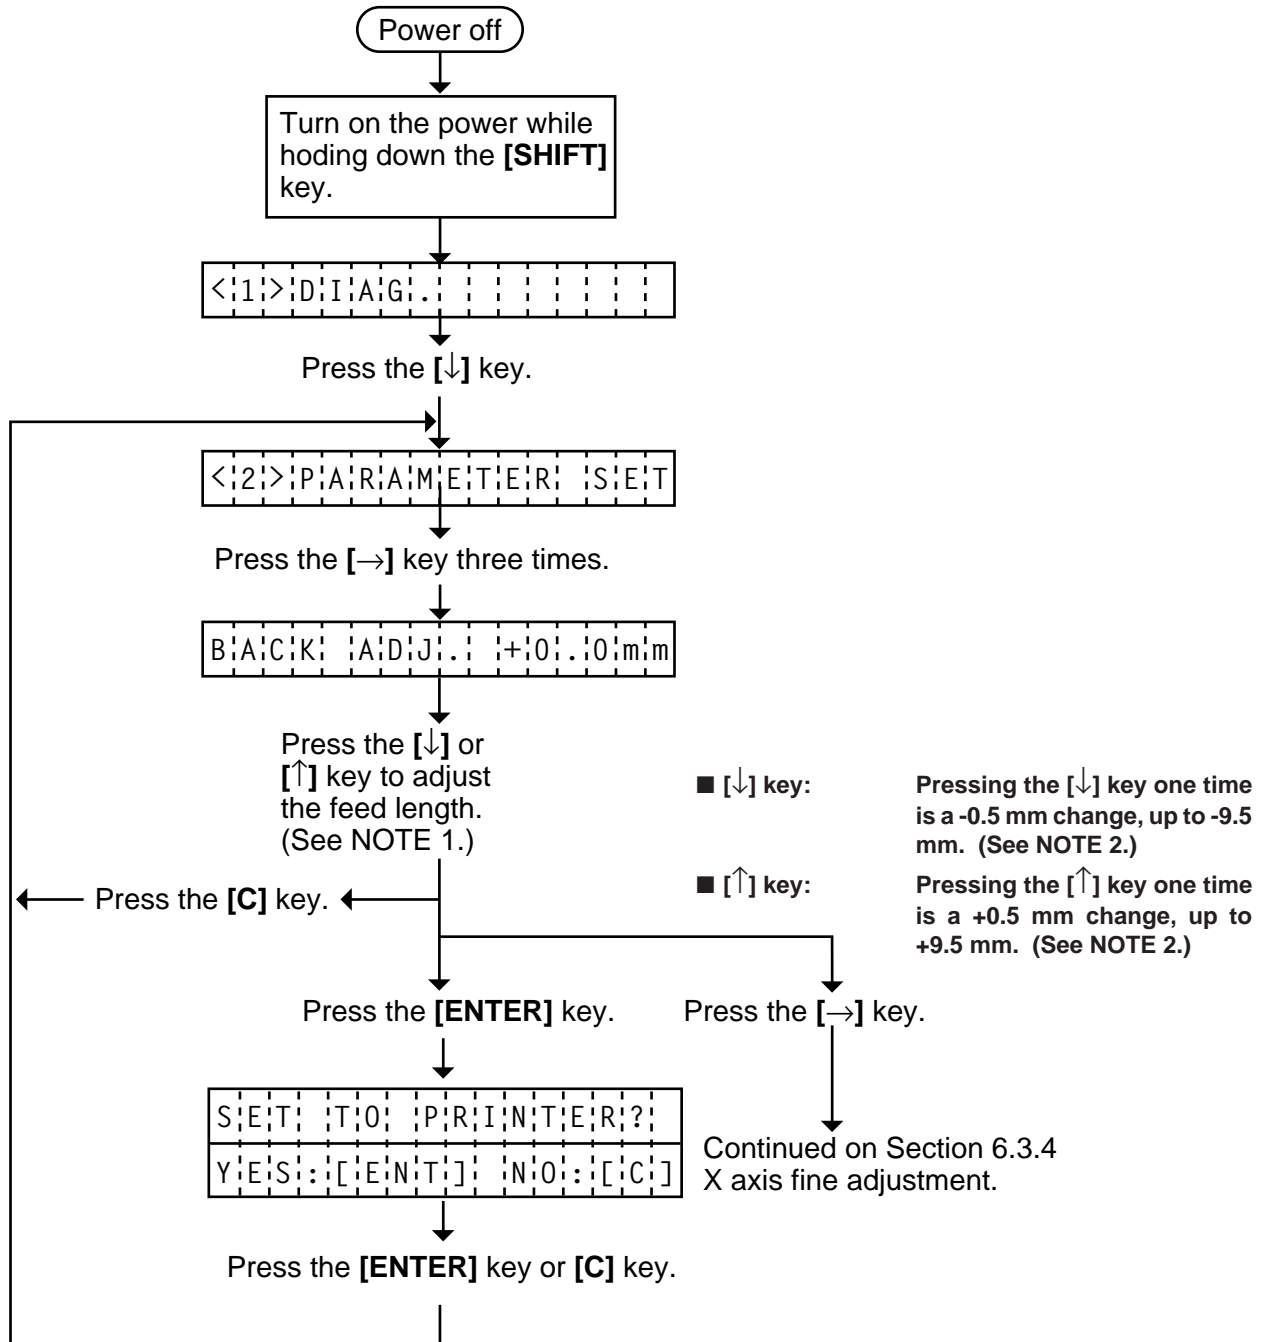 Power off
Turn on the power while
hoding down the [SHIFT]
key.
<1>DIAG.
Press the [↓] key.
<2>PARAMETER SET
Press the [→] key three times.
BACK ADJ. +0.0mm
Press the [↓] or
[↑] key to adjust
the feed length.
(See NOTE 1.)
■ [↓] key: Pressing the [↓] key one time
is a -0.5 mm change, up to -9.5
mm. (See NOTE 2.)
■ [↑] key: Pressing the [↑] key one time
is a +0.5 mm change, up to
+9.5 mm. (See NOTE 2.)
Press the [C] key.
Press the [ENTER] key.
Press the [→] key.
SET TO PRINTER?
YES:[ENT] NO:[C]
Continued on Section 6.3.4
X axis fine adjustment.
Press the [ENTER] key or [C] key.